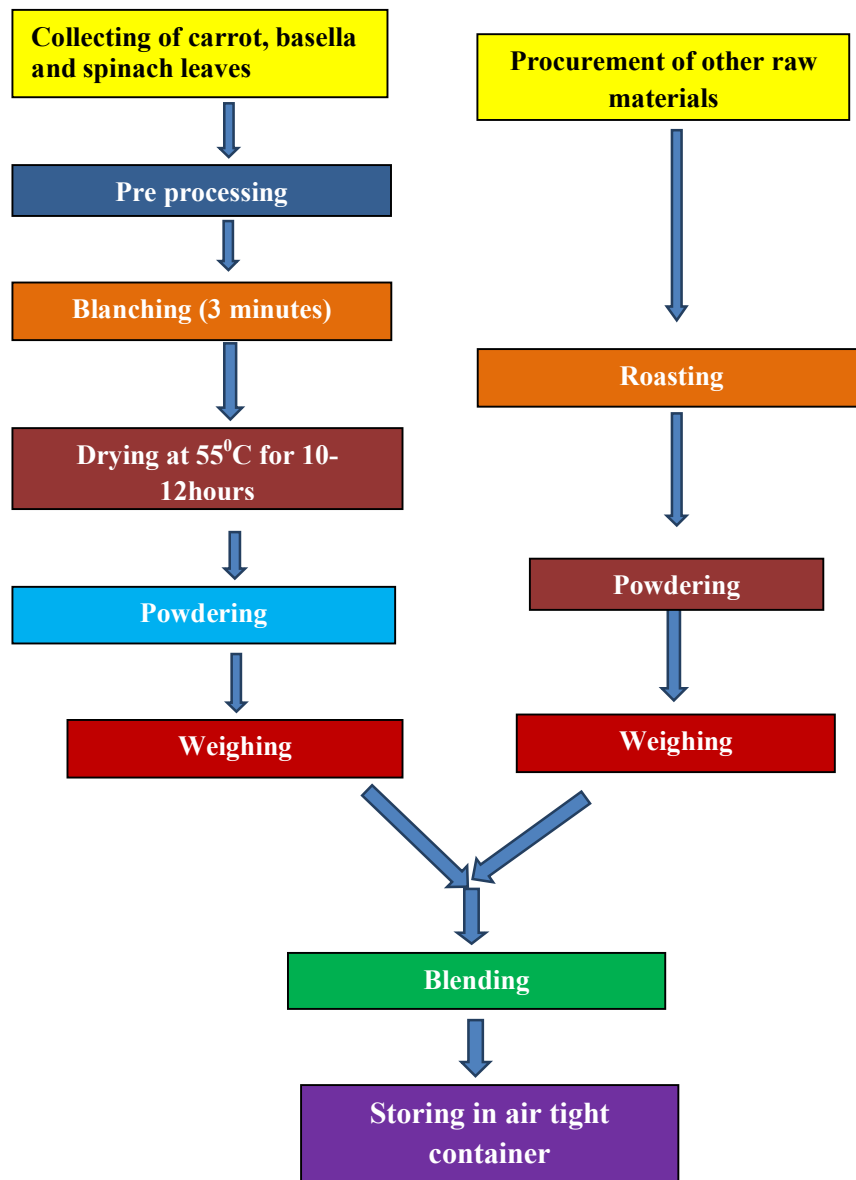 Collecting of carrot, basella
and spinach leaves
Pre processing
Blanching (3 minutes)
Drying at 55⁰C for 10-
12hours
Powdering
Weighing
Procurement of other raw
materials
Roasting
Powdering
Weighing
Blending
Storing in air tight
container